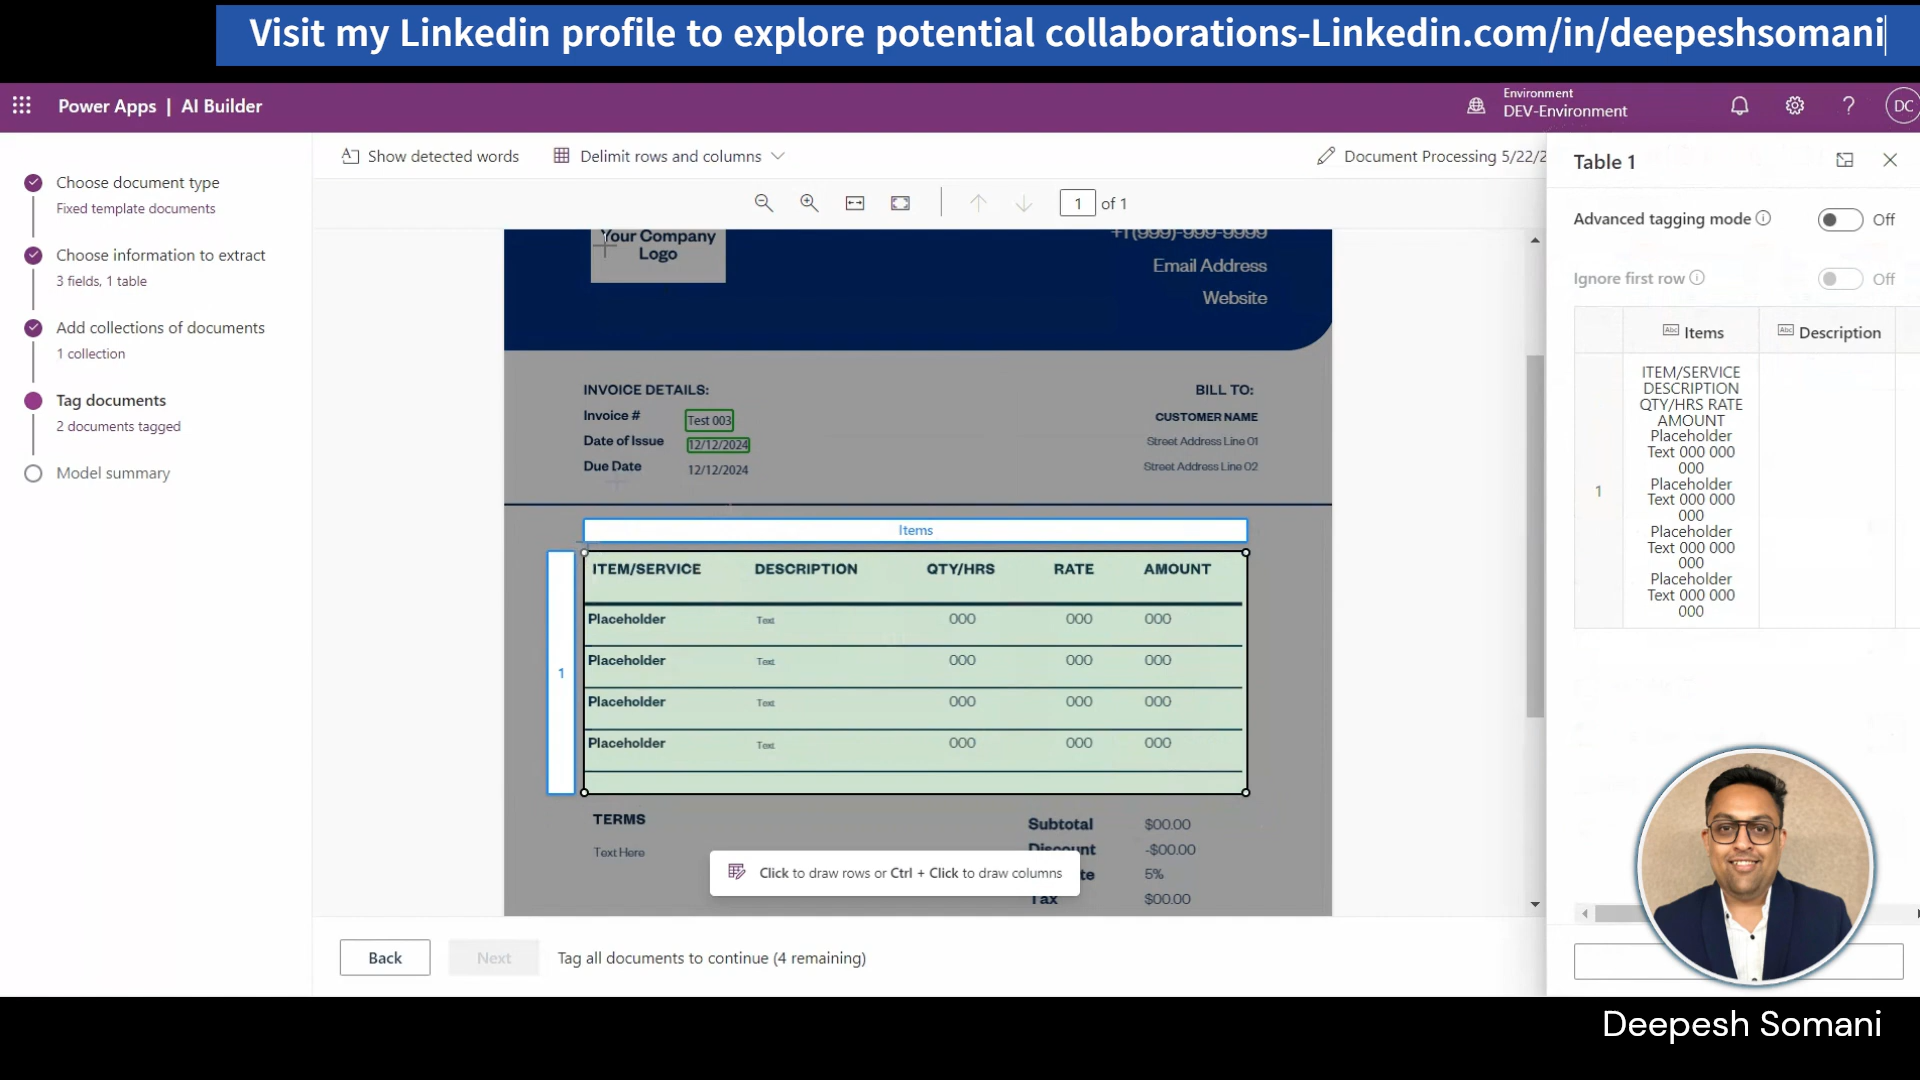 Visit my Linkedin profile to explore potential collaborations-Linkedin.com/in/deepeshsomani
Power Apps | AI Builder
Environment
DEV-Environment
?
DC
Choose document type
Fixed template documents
Choose information to extract
3 fields, 1 table
Add collections of documents
1 collection
Tag documents
2 documents tagged
Model summary
Show detected words
Delimit rows and columns
Document Processing 5/22/2
1 of 1
Your Company
Logo
+1(999)-999-9999
Email Address
Website
INVOICE DETAILS:
Invoice # Test 003
Date of Issue 12/12/2024
Due Date 12/12/2024
BILL TO:
CUSTOMER NAME
Street Address Line 01
Street Address Line 02
Items
1
ITEM/SERVICE DESCRIPTION QTY/HRS RATE AMOUNT
Placeholder Text 000 000 000
Placeholder Text 000 000 000
Placeholder Text 000 000 000
Placeholder Text 000 000 000
TERMS
Text Here
Subtotal $00.00
Discount -$00.00
te 5%
Tax $00.00
Click to draw rows or Ctrl + Click to draw columns
Back
Next
Tag all documents to continue (4 remaining)
Table 1
Advanced tagging mode Off
Ignore first row Off
Abc Items
Abc Description
1
ITEM/SERVICE
DESCRIPTION
QTY/HRS RATE
AMOUNT
Placeholder
Text 000 000
000
Placeholder
Text 000 000
000
Placeholder
Text 000 000
000
Placeholder
Text 000 000
000
Deepesh Somani